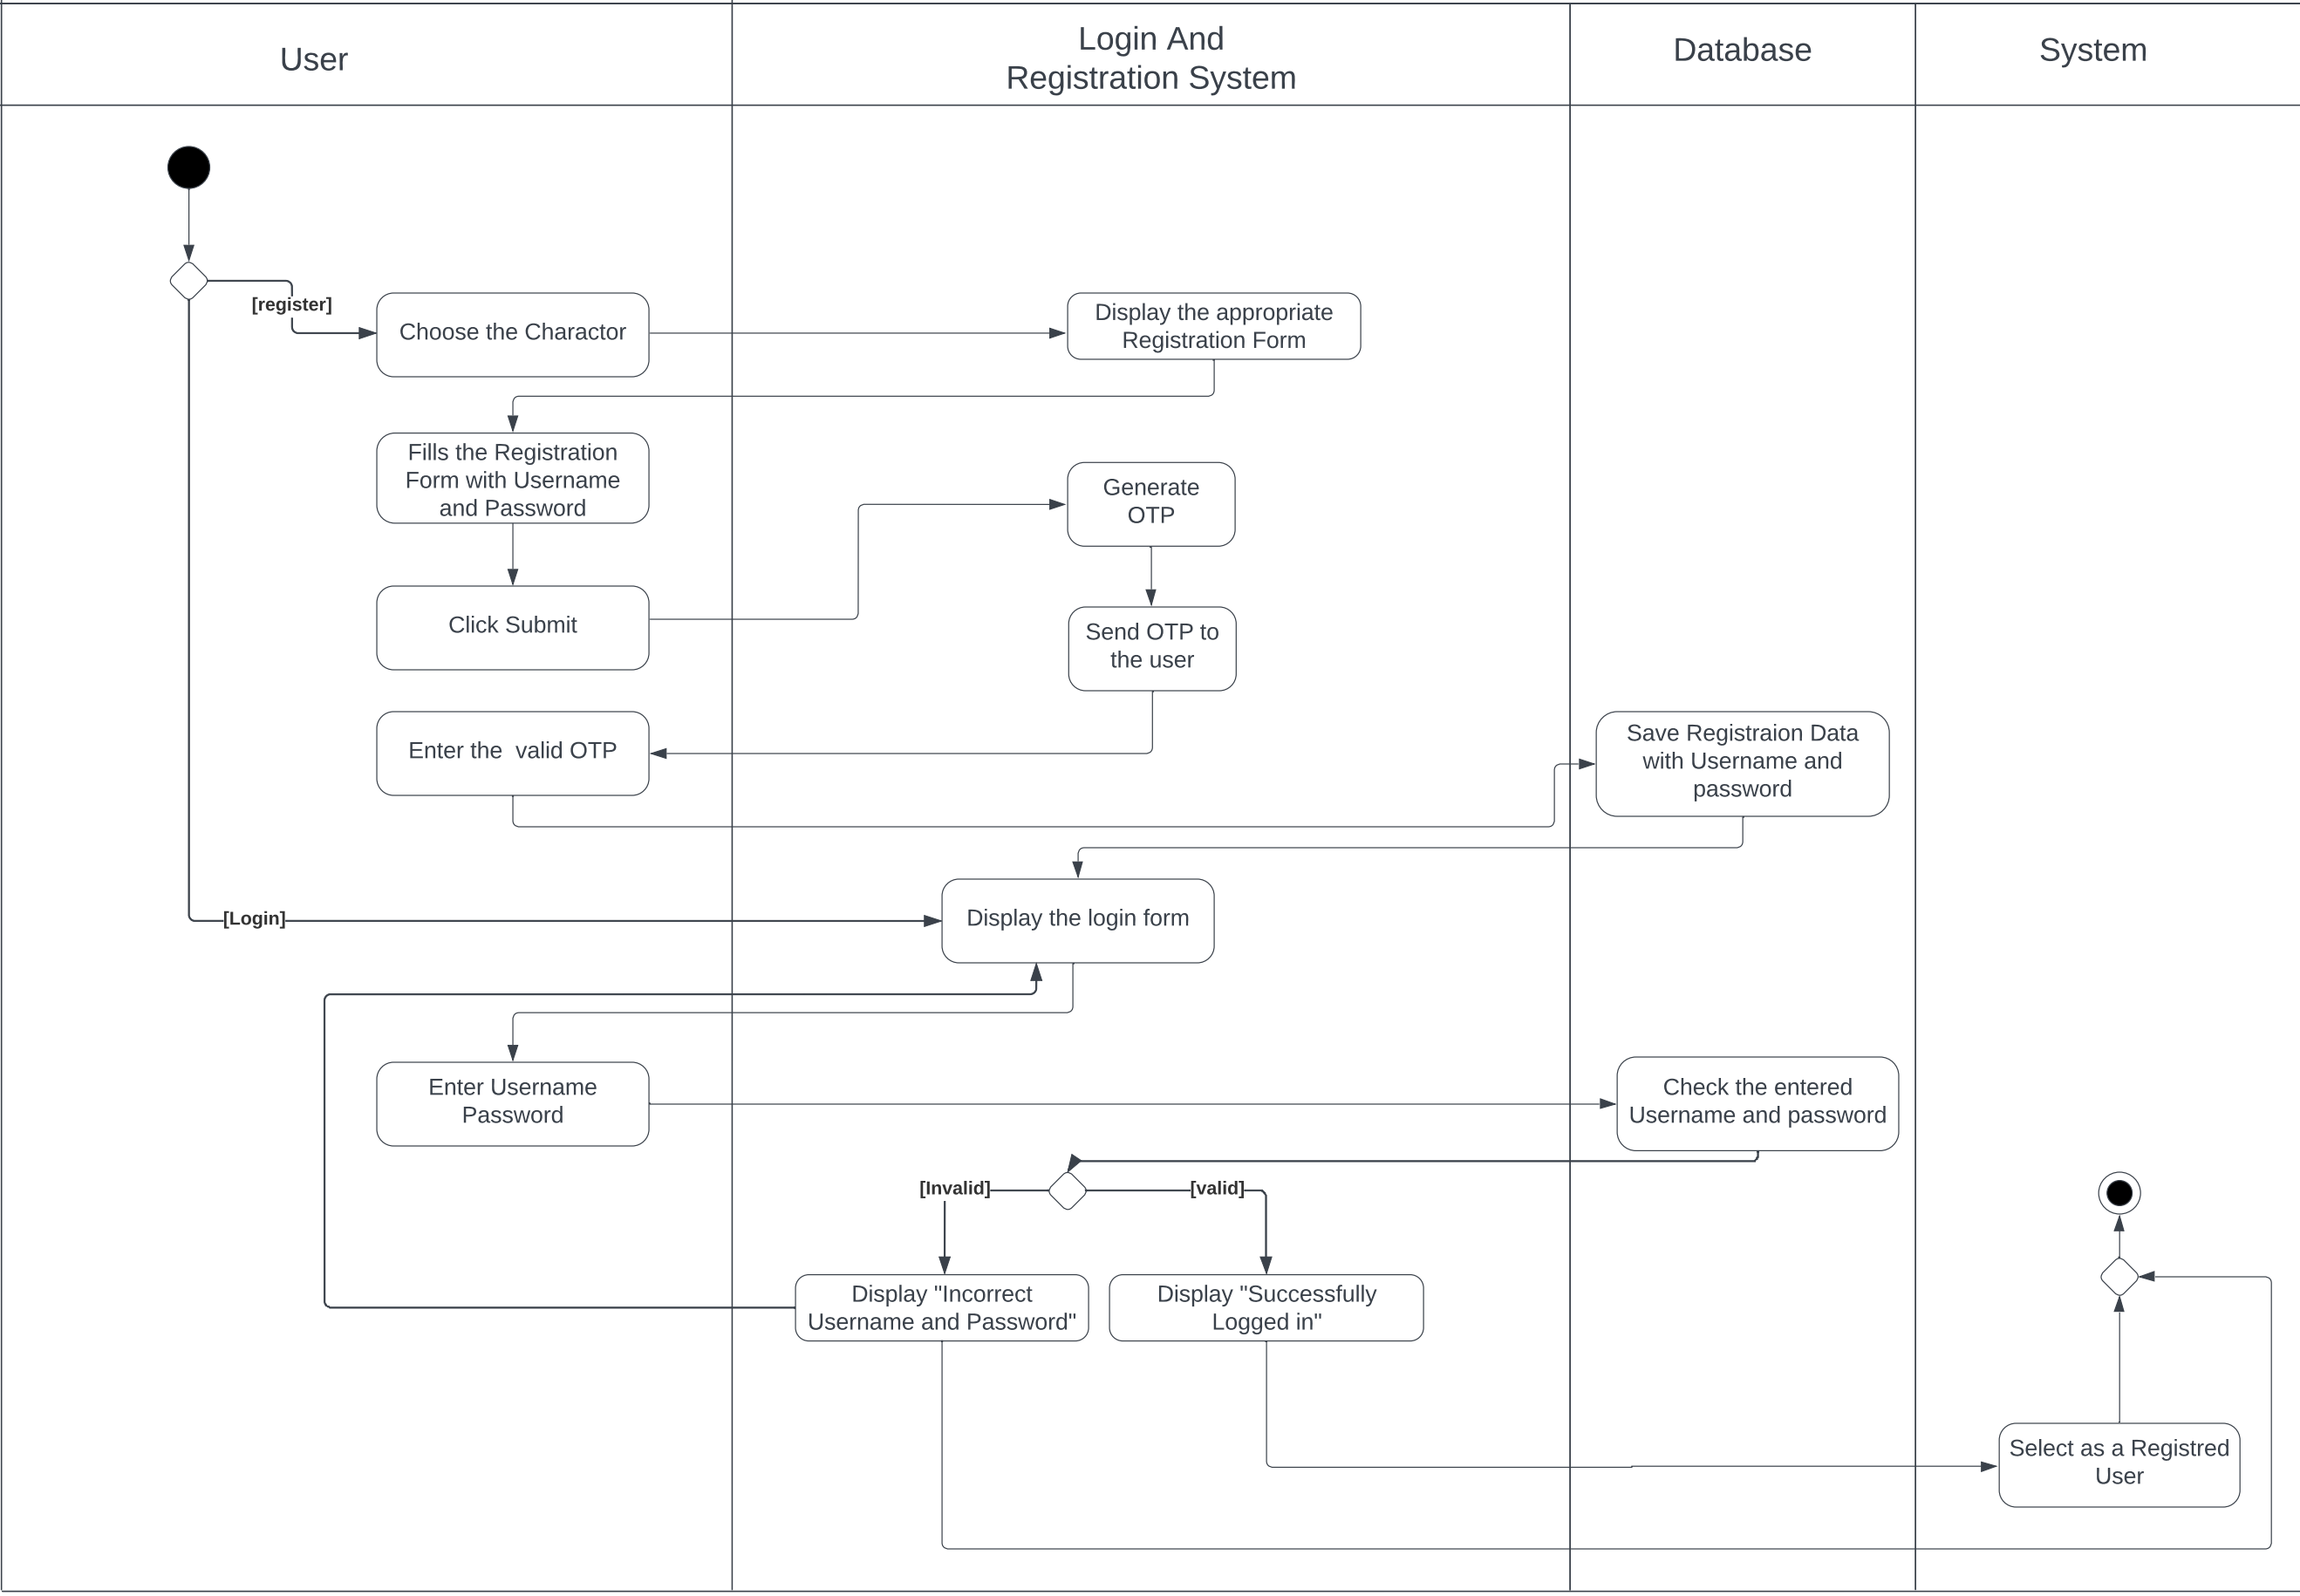 User
Login And
Registration System
Database
System
[register]
Choose the Charactor
Display the appropriate
Registration Form
Fills the Registration
Form with Username
and Password
Generate
OTP
Click Submit
Send OTP to
the user
Enter the  valid OTP
Save Registraion Data
with Username and
password
[Login]
Display the login form
Enter Username
Password
Check the entered
Username and password
[Invalid]
[valid]
Display "Incorrect
Username and Password"
Display "Successfully
Logged in"
Select as a Registred
User